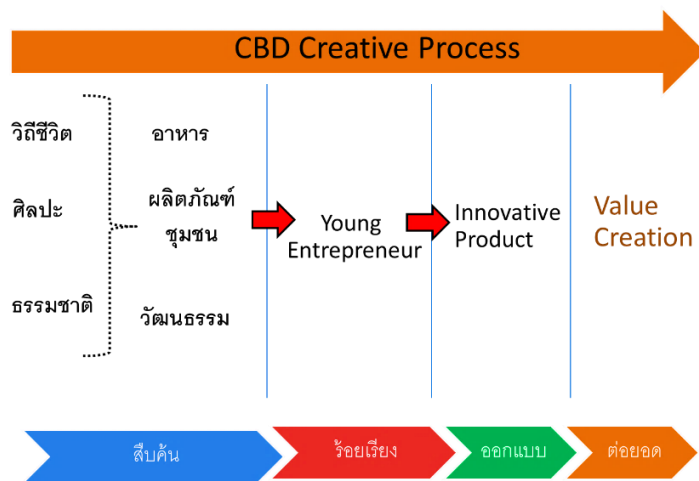 CBD Creative Process
วิถีชีวิต
ศิลปะ
ธรรมชาติ
อาหาร
ผลิตภัณฑ์
ชุมชน
วัฒนธรรม
Young
Entrepreneur
Innovative
Product
Value
Creation
สืบค้น
ร้อยเรียง
ออกแบบ
ต่อยอด